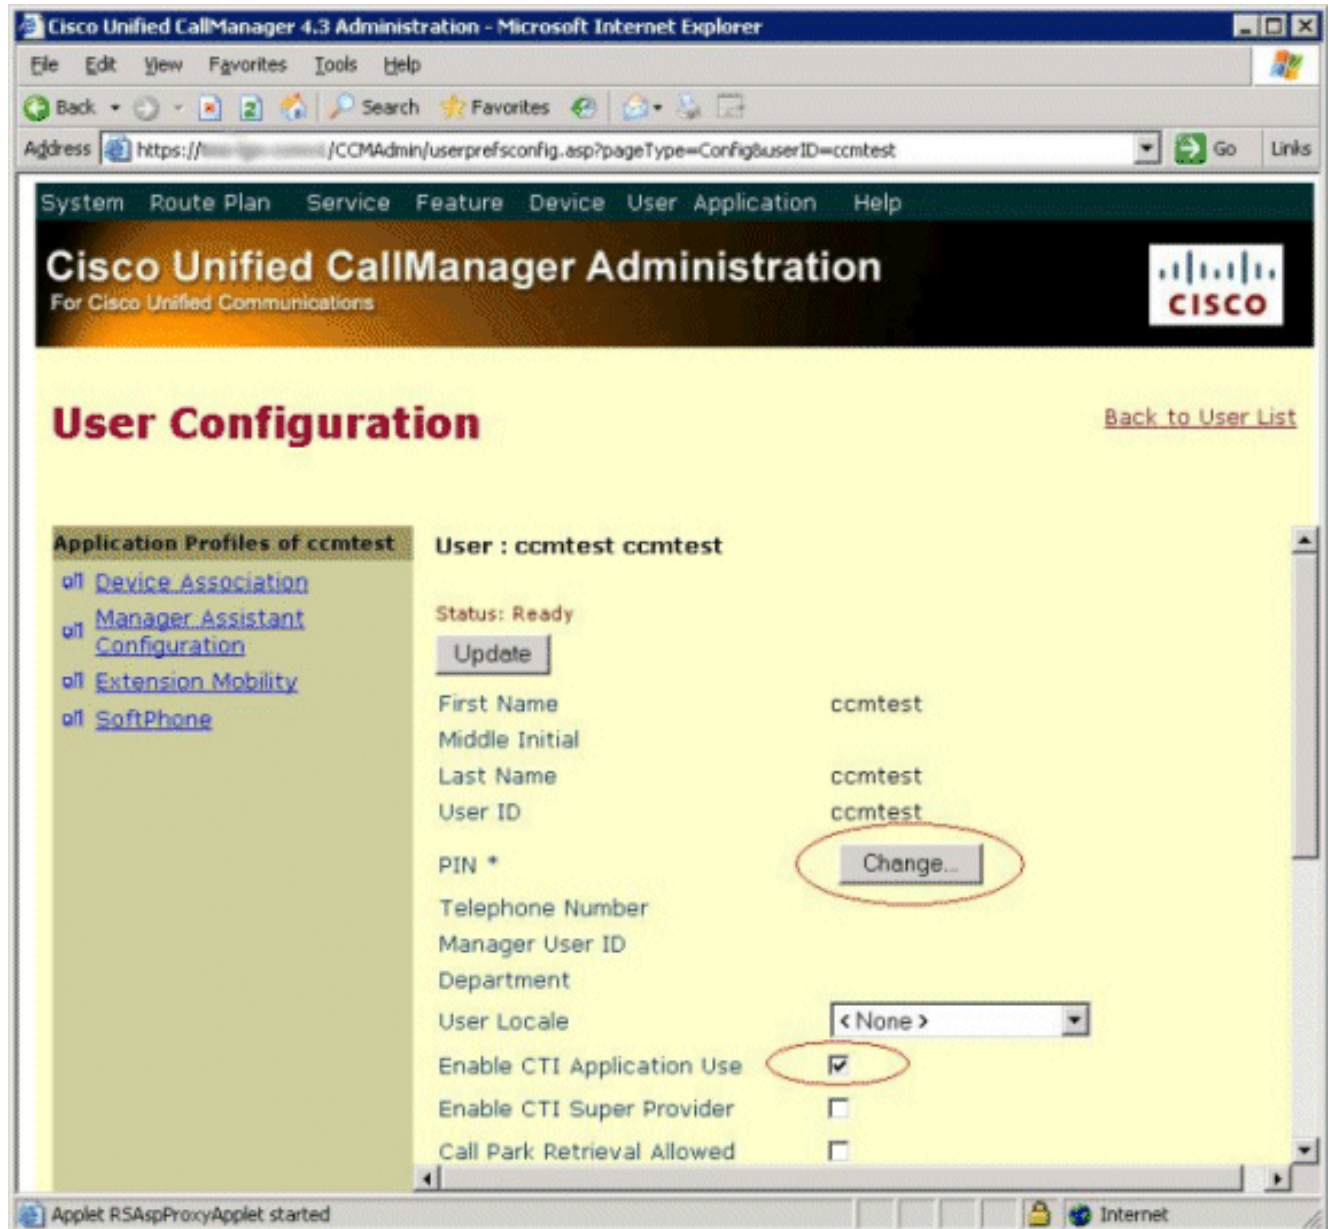 Cisco Unified CallManager 4.3 Administration - Microsoft Internet Explorer
File Edit View Favorites Tools Help
Back Search Favorites
Address https:// /CCMAdmin/userprefsconfig.asp?pageType=Config&userID=ccmtest Go Links
System Route Plan Service Feature Device User Application Help
Cisco Unified CallManager Administration
For Cisco Unified Communications
CISCO
User Configuration
Back to User List
Application Profiles of ccmtest
Device Association
Manager Assistant
Configuration
Extension Mobility
SoftPhone
User : ccmtest ccmtest
Status: Ready
Update
First Name ccmtest
Middle Initial
Last Name ccmtest
User ID ccmtest
PIN * Change...
Telephone Number
Manager User ID
Department
User Locale < None >
Enable CTI Application Use
Enable CTI Super Provider
Call Park Retrieval Allowed
Applet RSAspProxyApplet started Internet